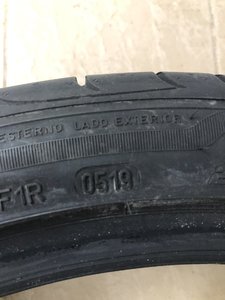 ESTERNO LADO EXTERIOR
F1R 0519